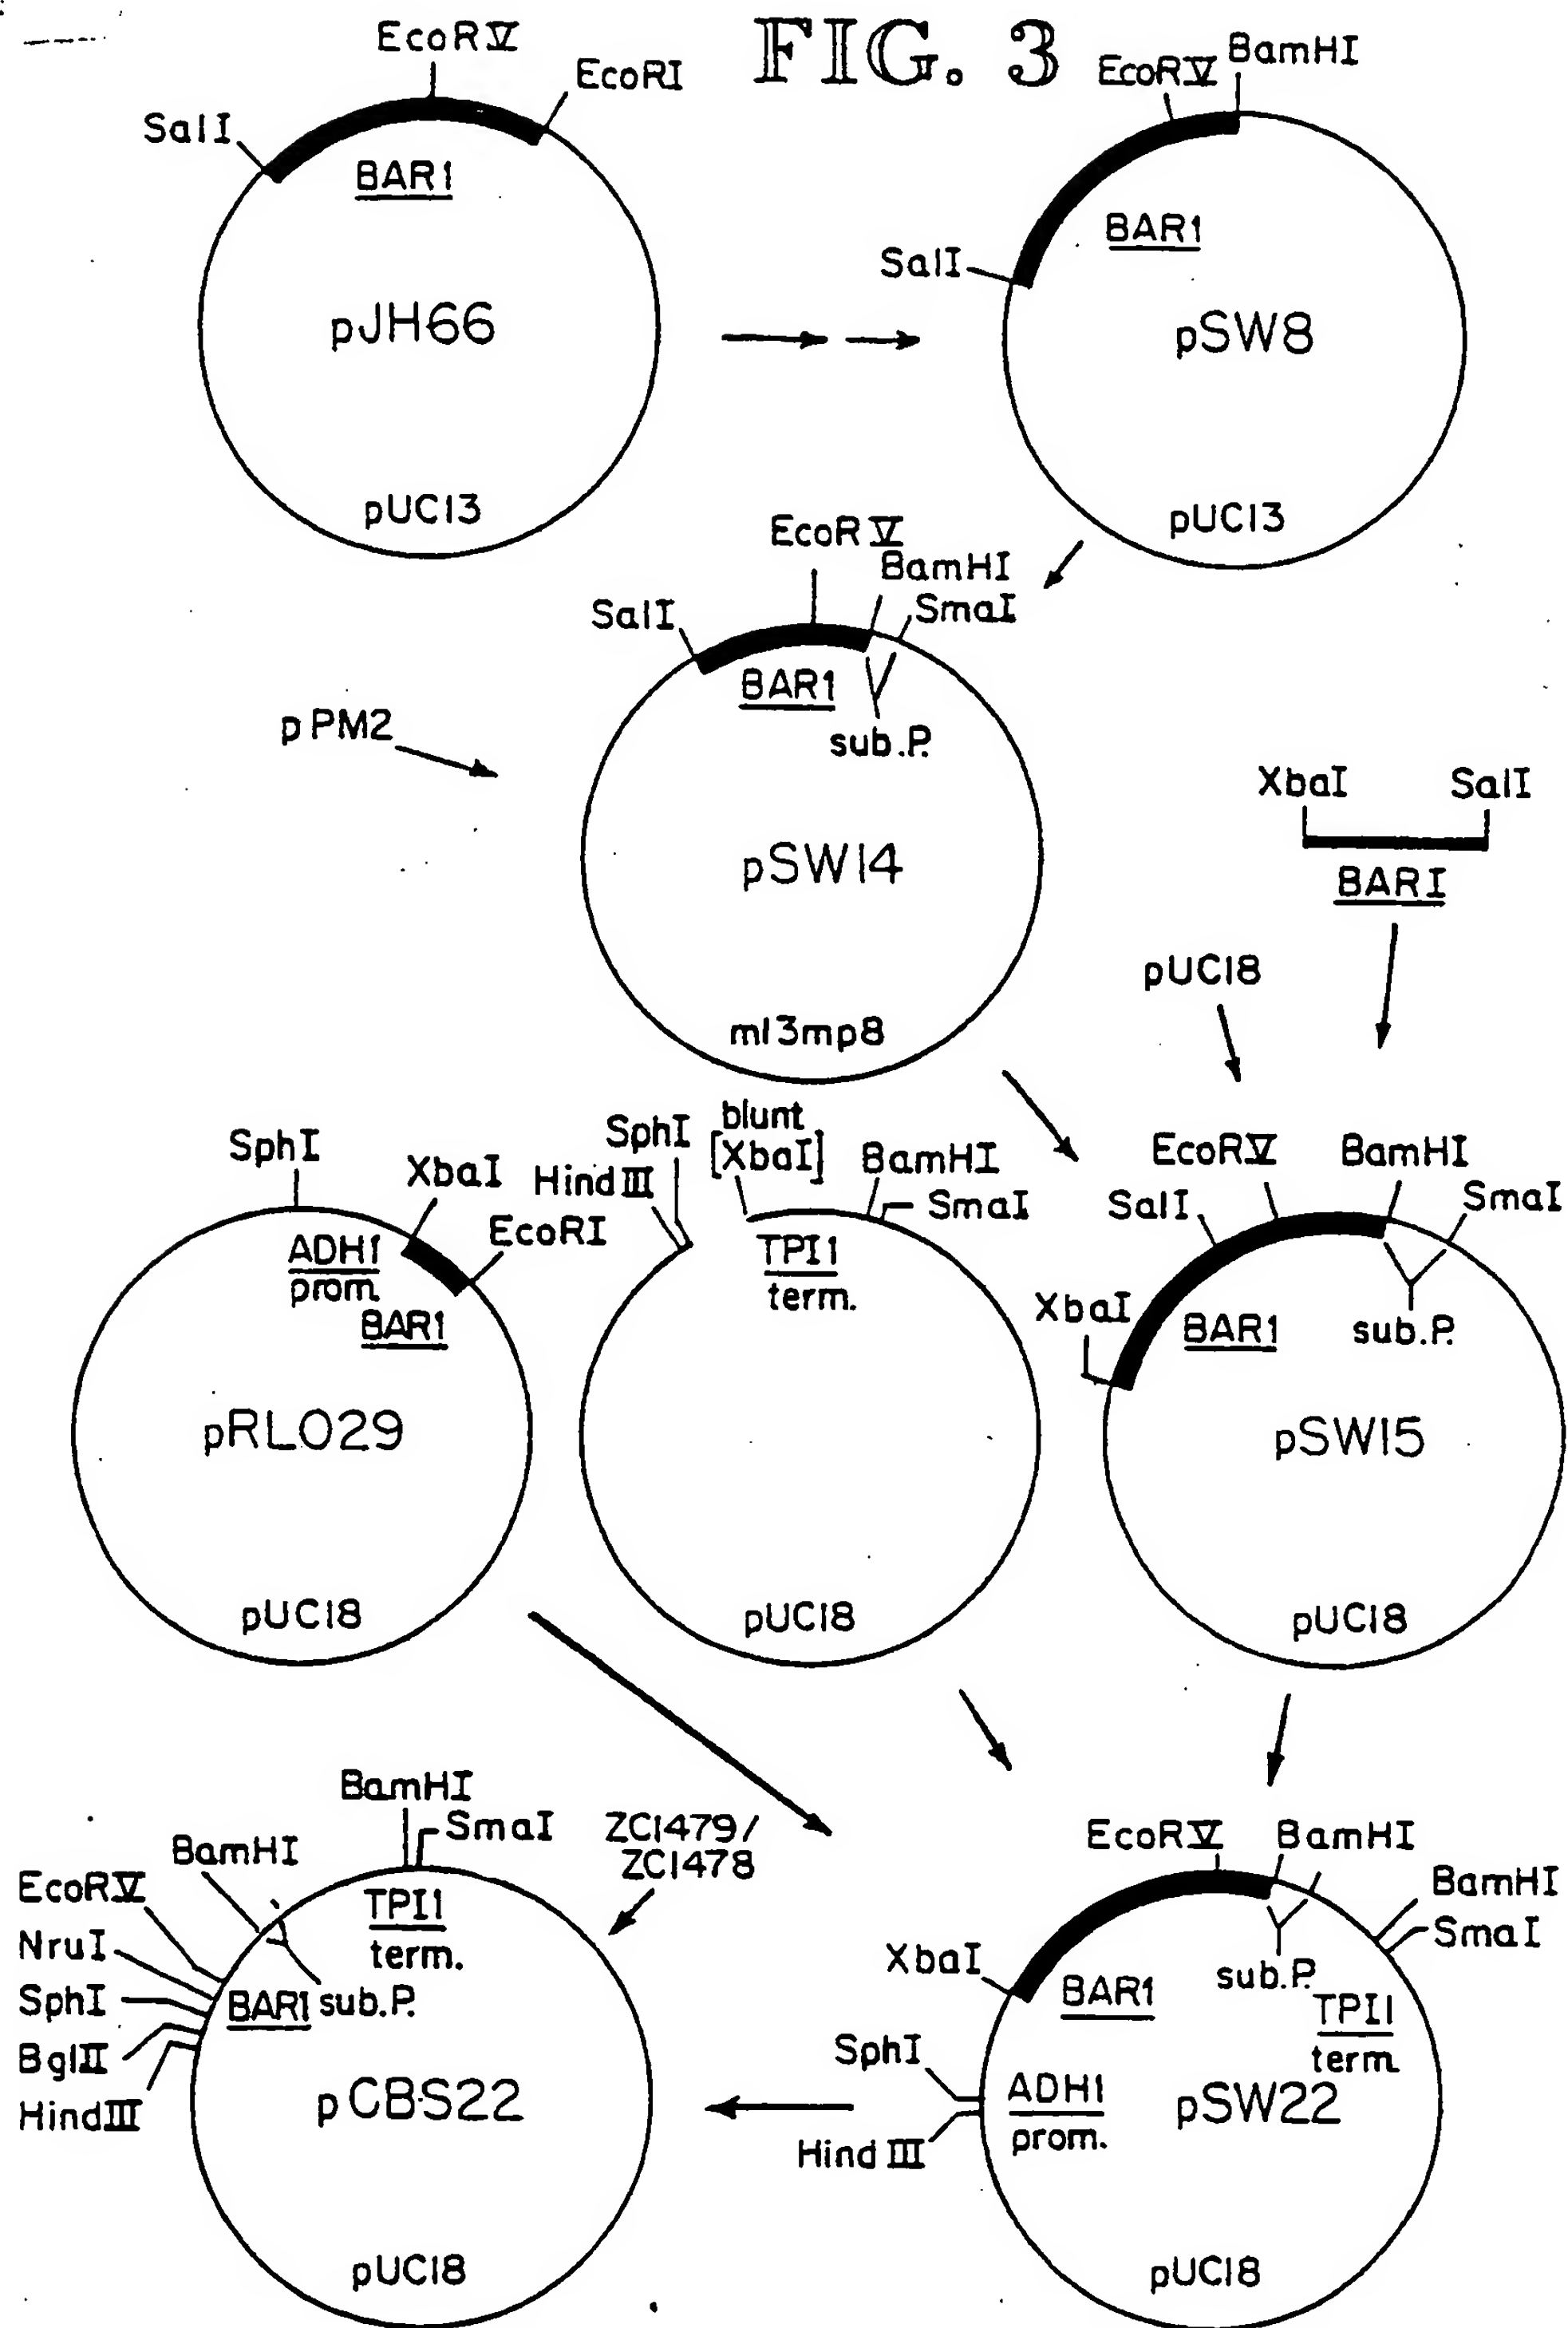 FIG. 3
EcoRV
EcoRI
SalI
BAR1
pJH66
pUC13
EcoRV
BamHI
SalI
BAR1
pSW8
pUC13
EcoRV
BamHI
SmaI
SalI
BAR1
sub.P.
pSW14
m13mp8
pPM2
XbaI
SalI
BARI
pUC18
SphI
XbaI
EcoRI
ADH1
prom.
BAR1
pRL029
pUC18
SphI
HindIII
blunt
[XbaI]
BamHI
SmaI
TPI1
term.
pUC18
EcoRV
BamHI
SalI
SmaI
XbaI
BAR1
sub.P.
pSW15
pUC18
BamHI
SmaI
ZC1479/
ZC1478
BamHI
EcoRV
NruI
SphI
BglII
HindIII
TPI1
term.
BAR1
sub.P.
pCBS22
pUC18
EcoRV
BamHI
BamHI
SmaI
XbaI
BAR1
sub.P.
TPI1
term.
SphI
HindIII
ADH1
prom.
pSW22
pUC18